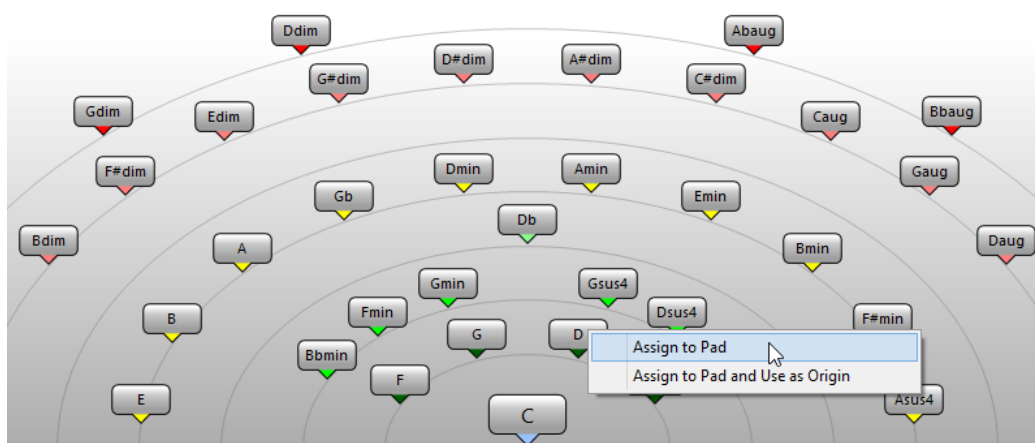 Ddim
Abaug
D#dim
A#dim
G#dim
C#dim
Gdim
Edim
Caug
Bbaug
F#dim
Dmin
Amin
Gaug
Gb
Emin
Db
Bdim
A
Bmin
Daug
Gmin
Gsus4
B
Fmin
Dsus4
F#min
G
D
Assign to Pad
Bbmin
F
Assign to Pad and Use as Origin
E
Asus4
C